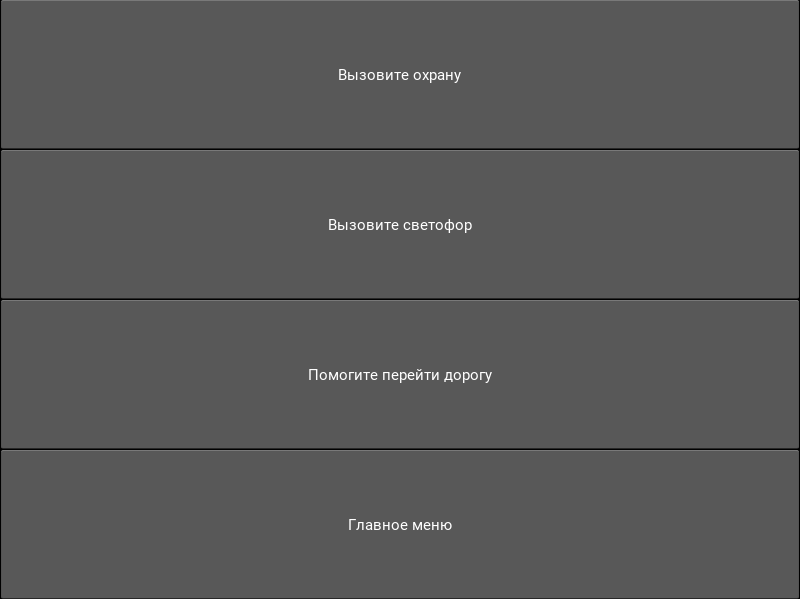 Вызовите охрану
Вызовите светофор
Помогите перейти дорогу
Главное меню